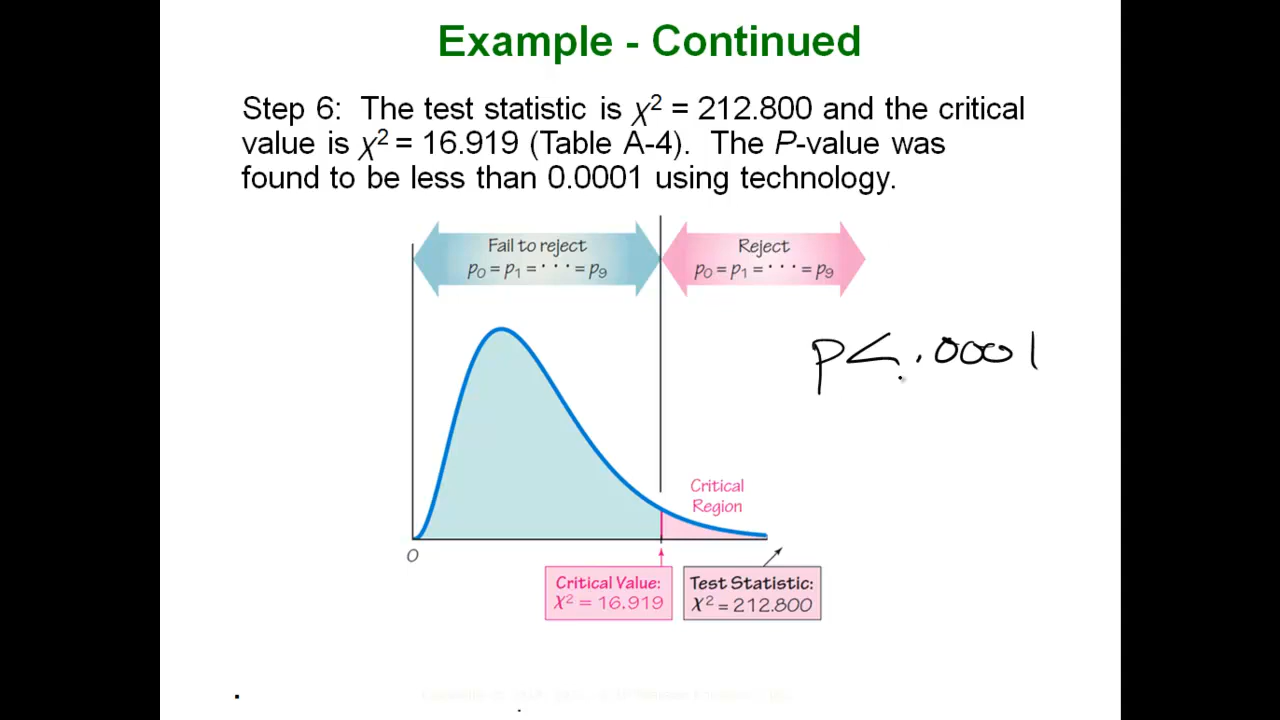 Example - Continued
Step 6: The test statistic is χ² = 212.800 and the critical
value is χ² = 16.919 (Table A-4). The P-value was
found to be less than 0.0001 using technology.
Fail to reject
p₀ = p₁ = · · · = p₉
Reject
p₀ = p₁ = · · · = p₉
p < .0001
Critical
Region
0
Critical Value:
χ² = 16.919
Test Statistic:
χ² = 212.800